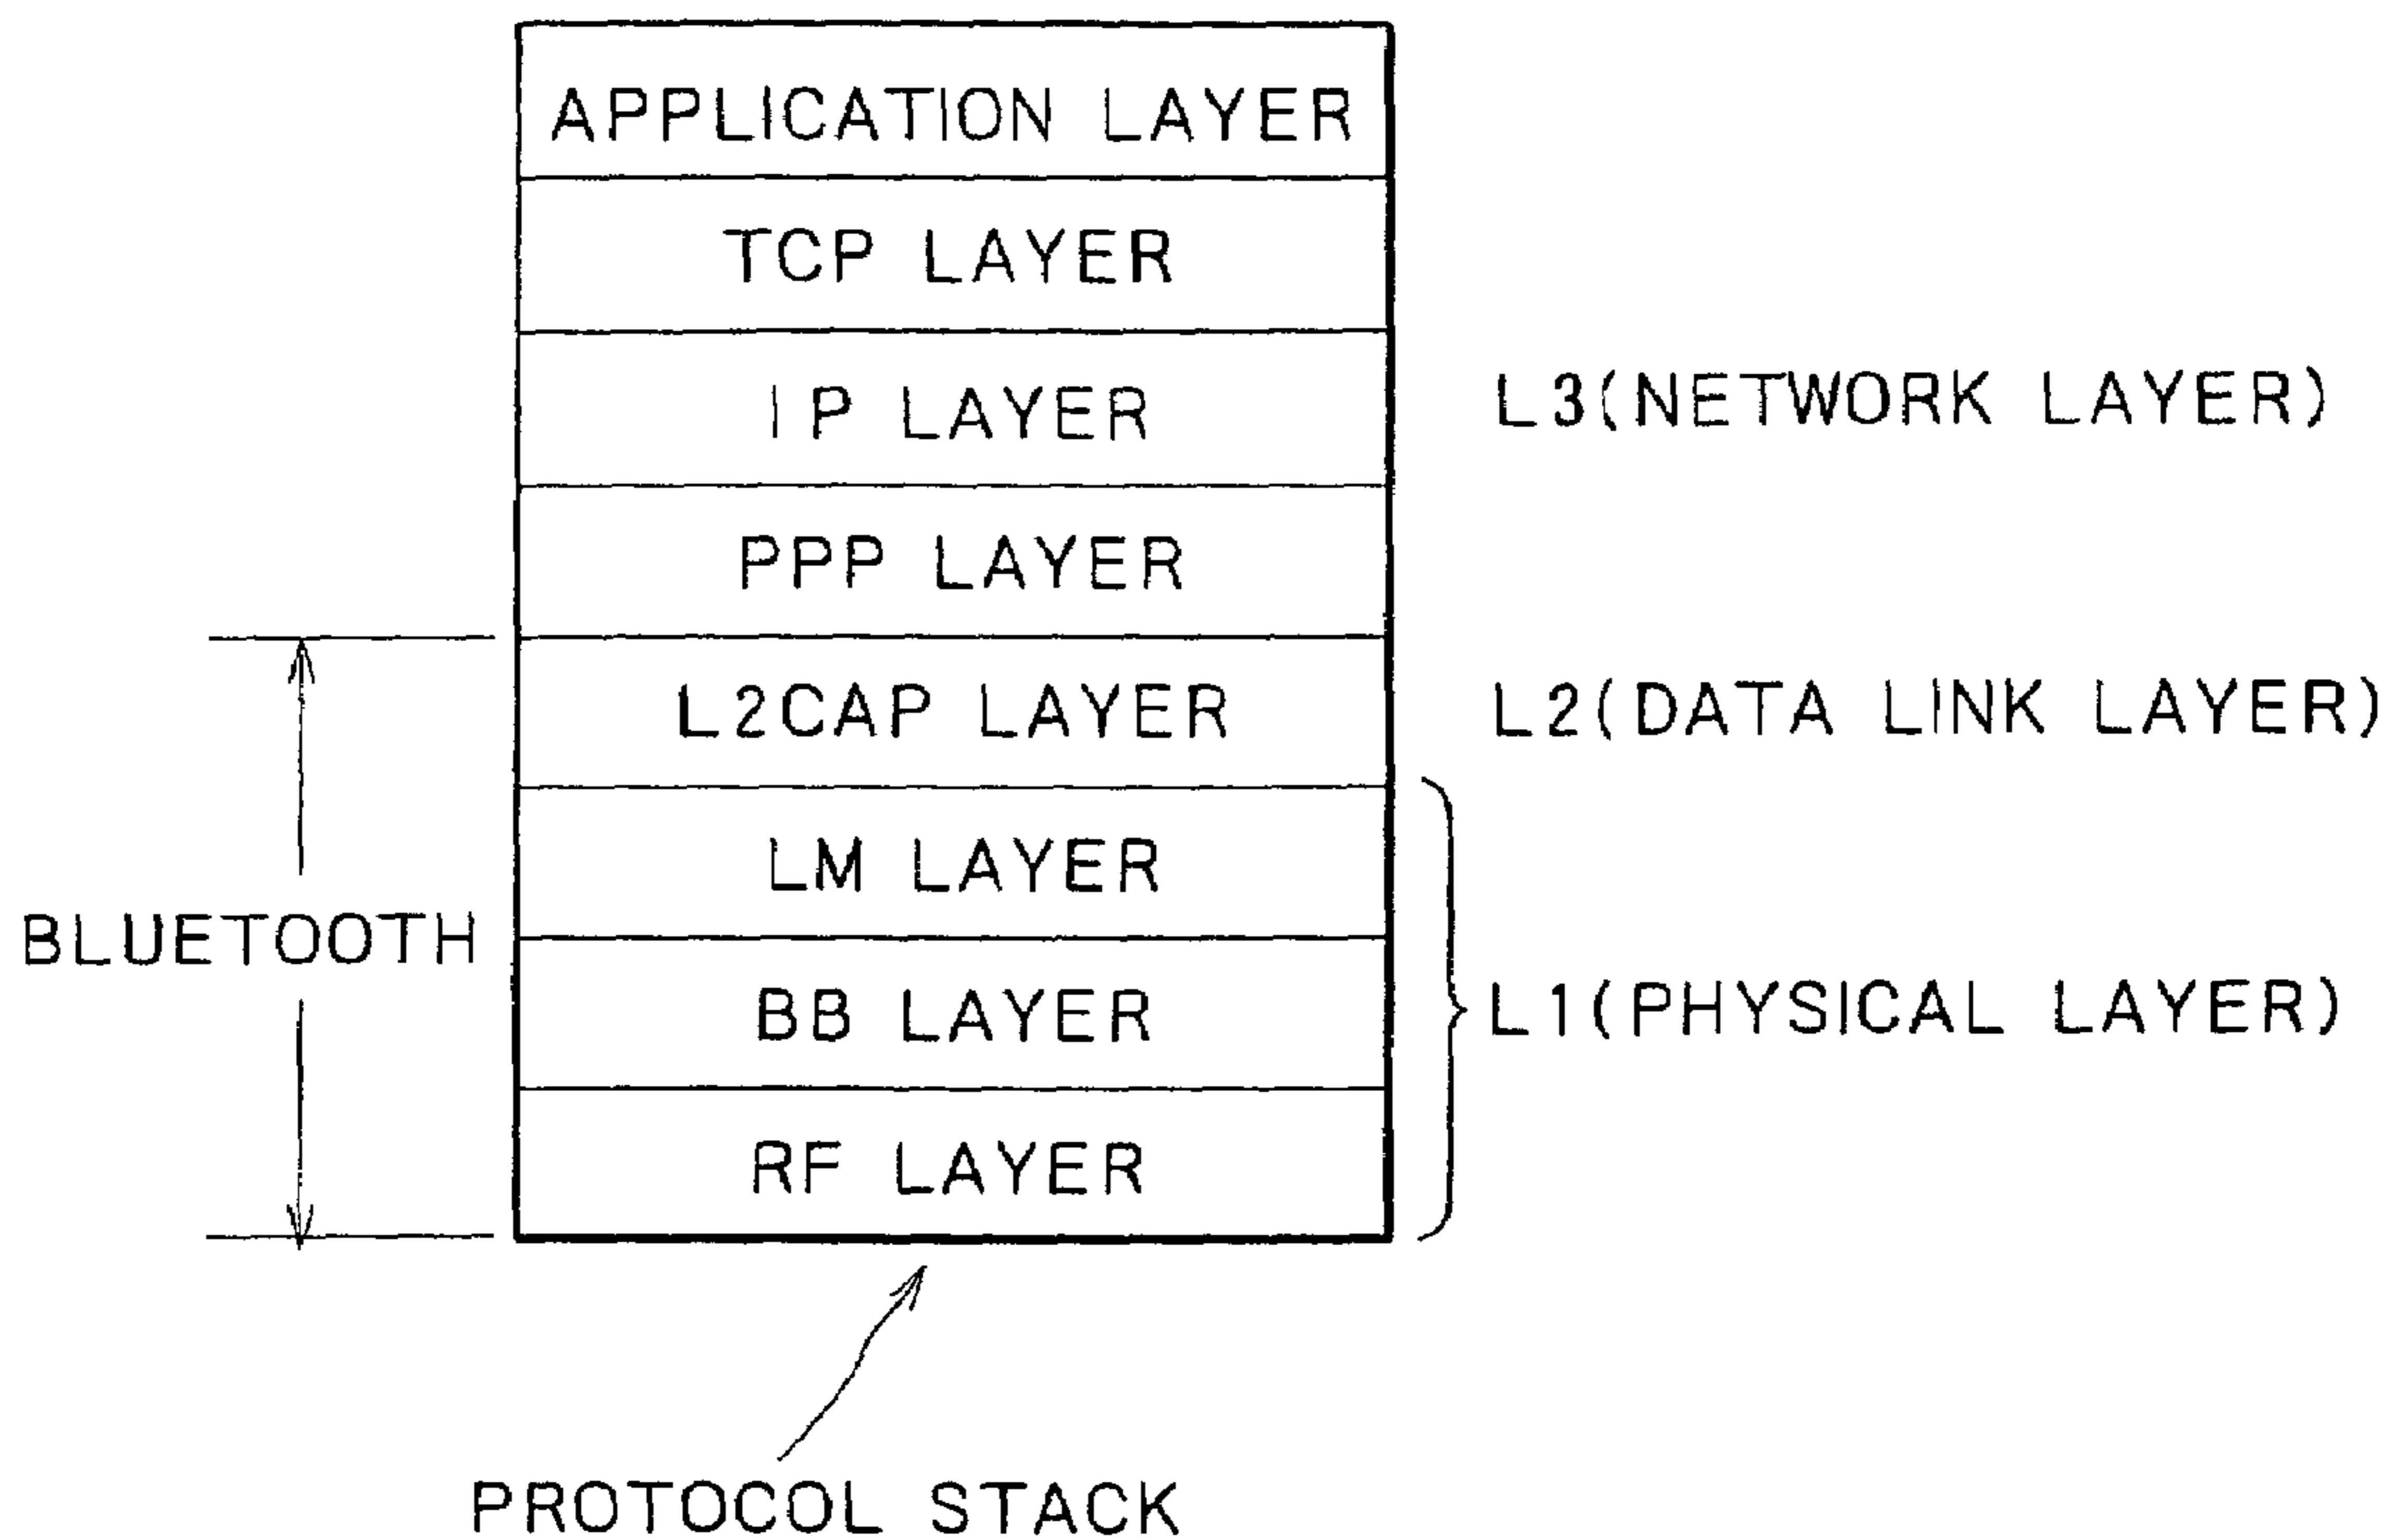 APPLICATION LAYER
TCP LAYER
IP LAYER
L3(NETWORK LAYER)
PPP LAYER
L2CAP LAYER
L2(DATA LINK LAYER)
LM LAYER
BLUETOOTH
BB LAYER
L1(PHYSICAL LAYER)
RF LAYER
PROTOCOL STACK